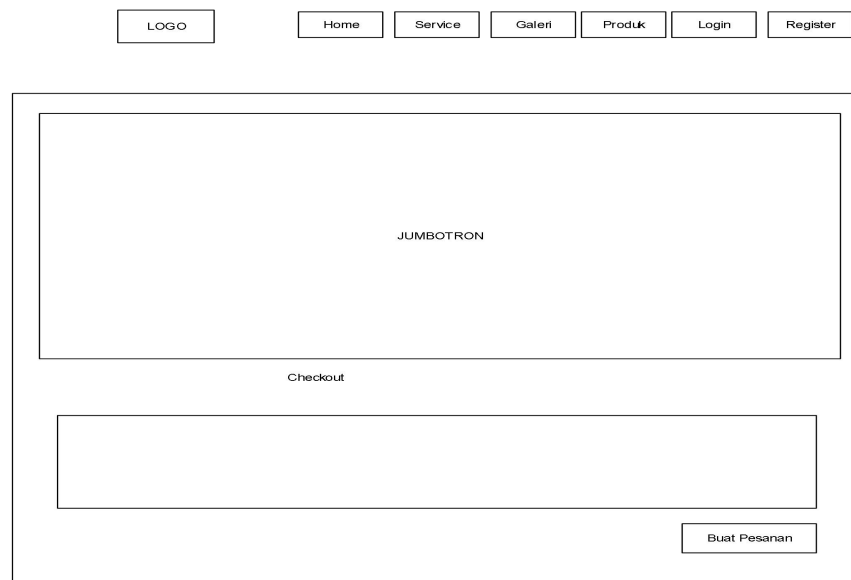 LOGO Home Service Galeri Produk Login Register
JUMBOTRON
Checkout
Buat Pesanan